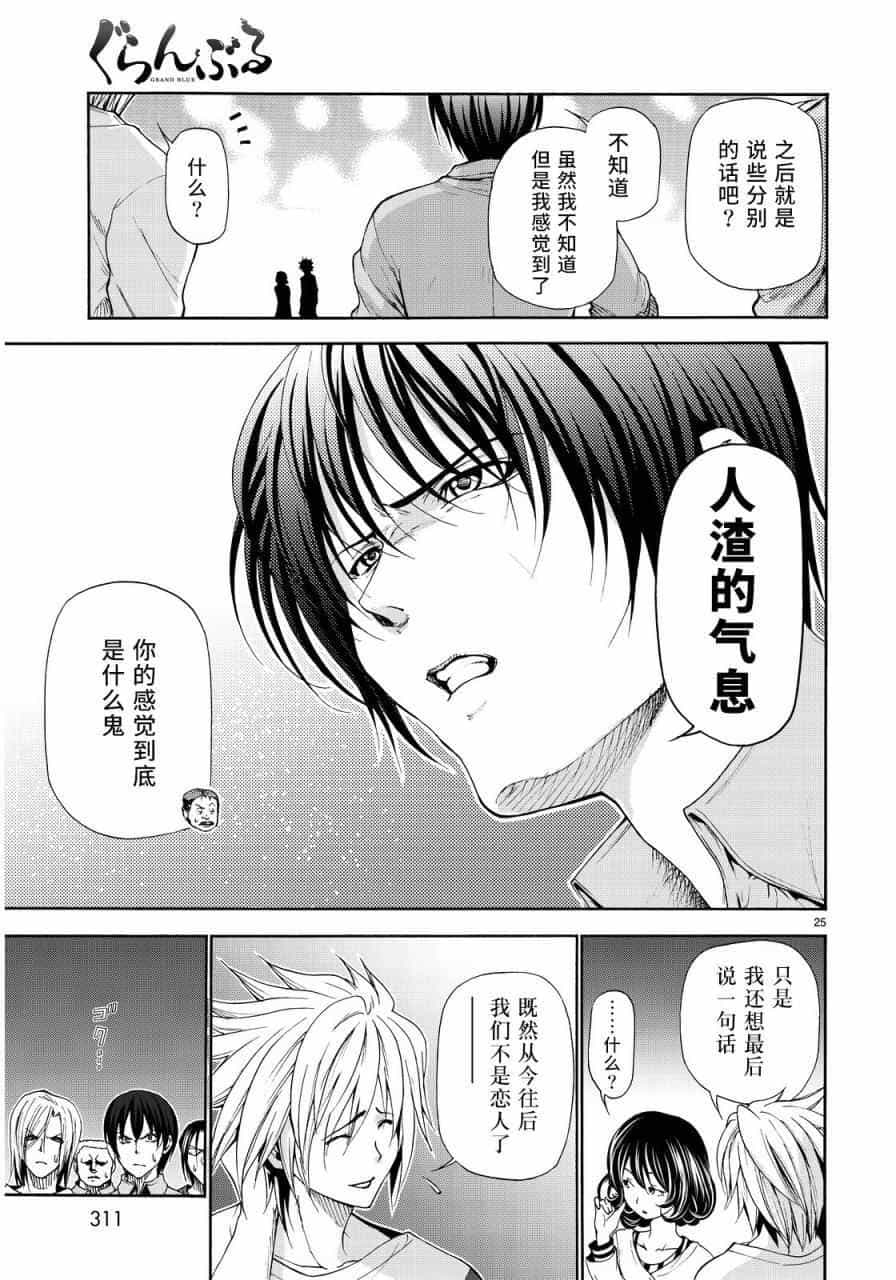 ぐらんぶる
GRAND BLUE
之后就是
说些分别
的话吧？
不知道
虽然我不知道
但是我感觉到了
什么？
人渣的气息
你的感觉到底
是什么鬼
25
只是
我还想最后
说一句话
……什么？
既然从今往后
我们不是恋人了
——
ゴクッ…
311